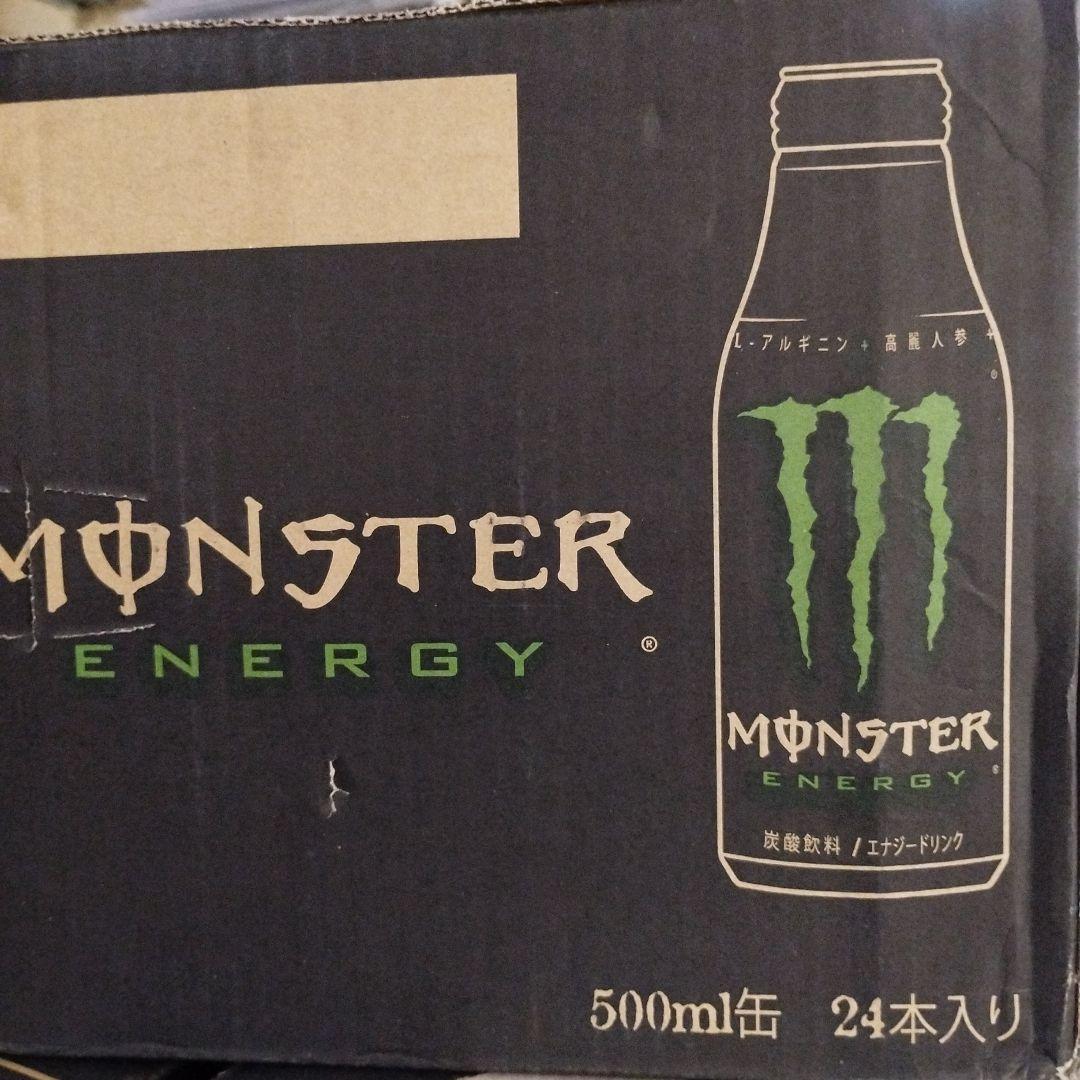 MONSTER
ENERGY
®
L-アルギニン + 高麗人参 +
MONSTER
ENERGY
炭酸飲料 / エナジードリンク
500ml缶 24本入り